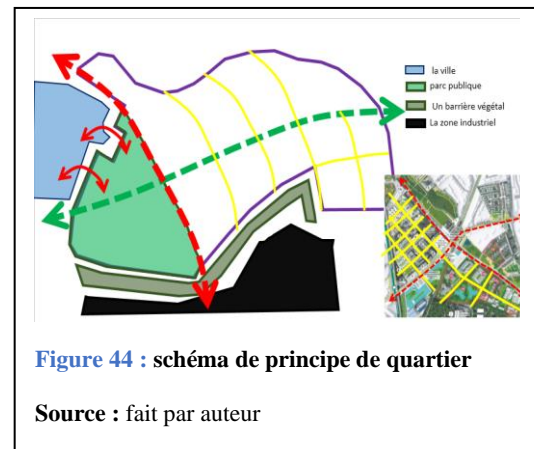 la ville
parc publique
Un barrière végétal
La zone industriel
Figure 44 : schéma de principe de quartier
Source : fait par auteur